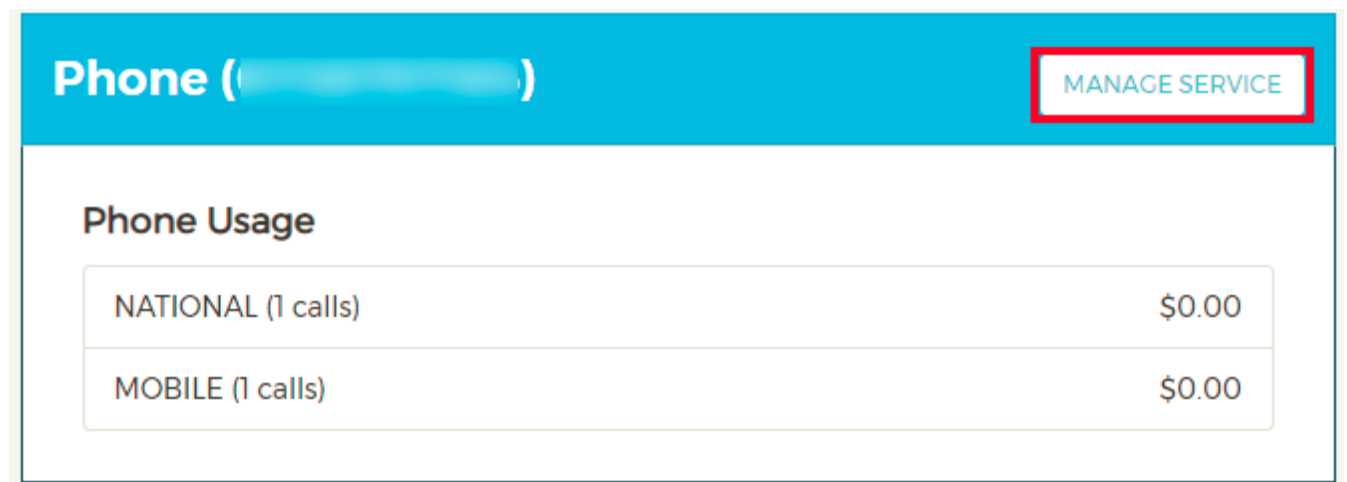 Phone ( )
MANAGE SERVICE
Phone Usage
NATIONAL (1 calls) $0.00
MOBILE (1 calls) $0.00